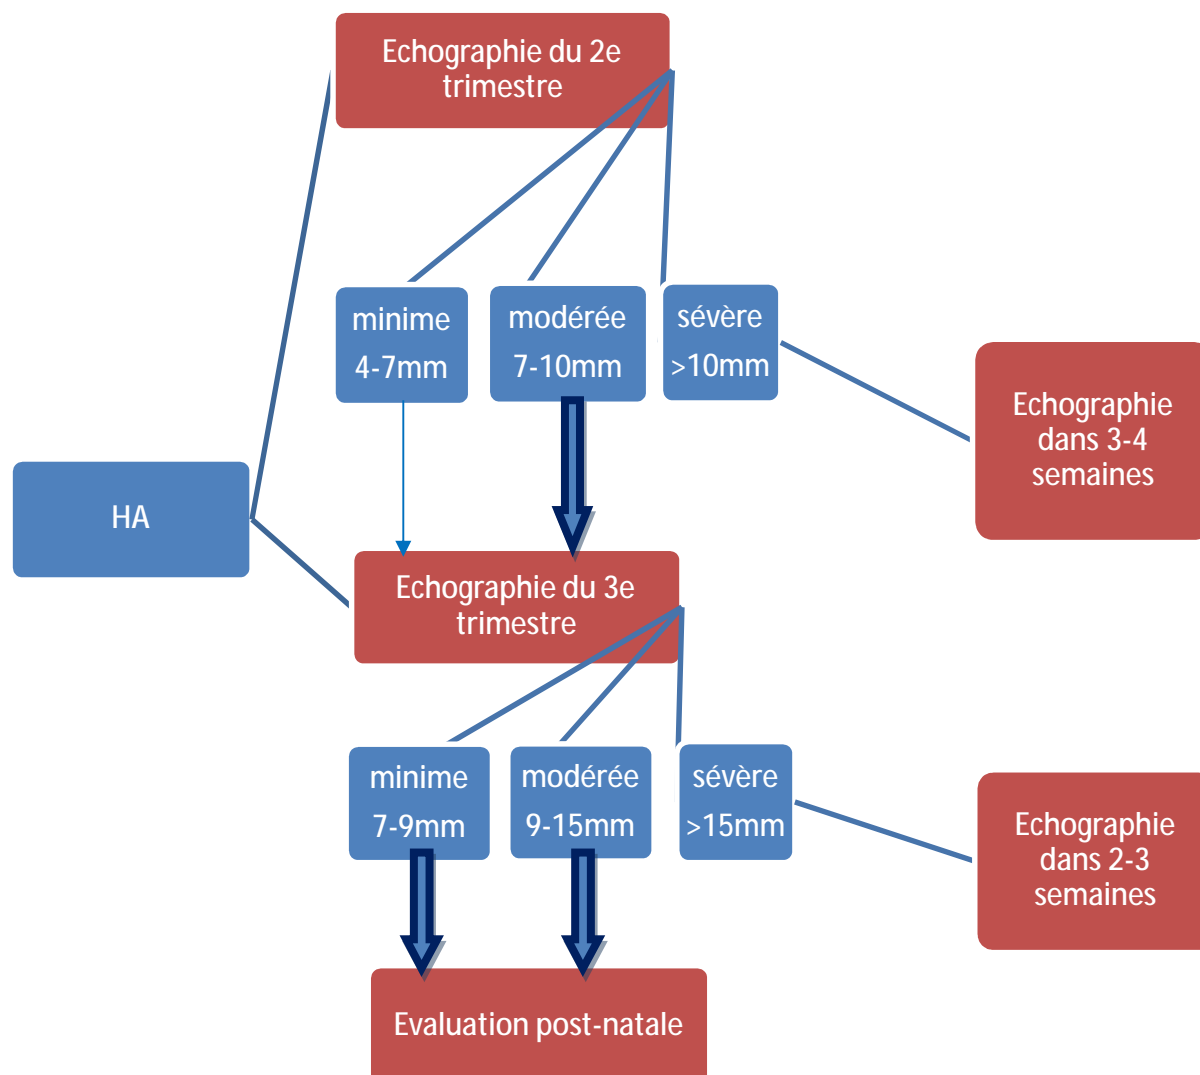 Echographie du 2e
trimestre
minime
4-7mm
modérée
7-10mm
sévère
>10mm
Echographie
dans 3-4
semaines
HA
Echographie du 3e
trimestre
minime
7-9mm
modérée
9-15mm
sévère
>15mm
Echographie
dans 2-3
semaines
Evaluation post-natale